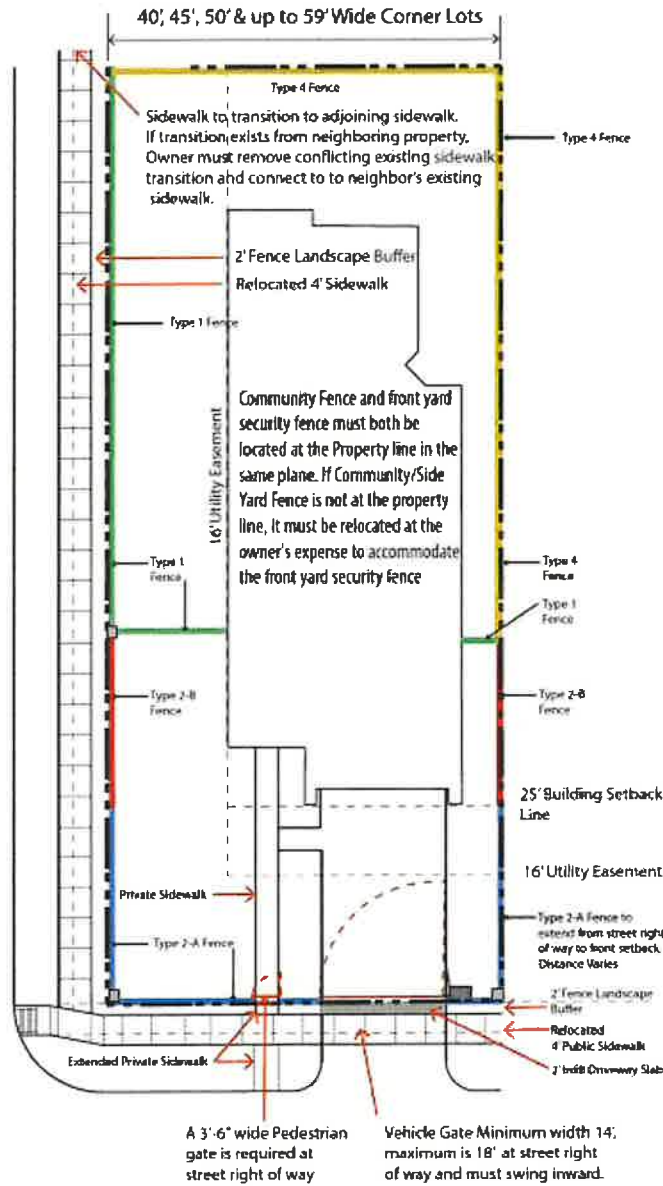 40', 45', 50' & up to 59' Wide Corner Lots
Type 4 Fence
Sidewalk to transition to adjoining sidewalk.
If transition exists from neighboring property,
Owner must remove conflicting existing sidewalk
transition and connect to to neighbor's existing
sidewalk.
Type 4 Fence
2' Fence Landscape Buffer
Relocated 4' Sidewalk
Type 1 Fence
16' Utility Easement
Community Fence and front yard
security fence must both be
located at the Property line in the
same plane. If Community/Side
Yard Fence is not at the property
line, it must be relocated at the
owner's expense to accommodate
the front yard security fence
Type 1
Fence
Type 4
Fence
Type 1
Fence
Type 2-B
Fence
Type 2-B
Fence
25' Building Setback
Line
16' Utility Easement
Private Sidewalk
Type 2-A Fence to
extend from street right
of way to front setback
Distance Varies
Type 2-A Fence
2' Fence Landscape
Buffer
Relocated
4' Public Sidewalk
Extended Private Sidewalk
2' Infill Driveway Slab
A 3'-6" wide Pedestrian
gate is required at
street right of way
Vehicle Gate Minimum width 14',
maximum is 18' at street right
of way and must swing inward.